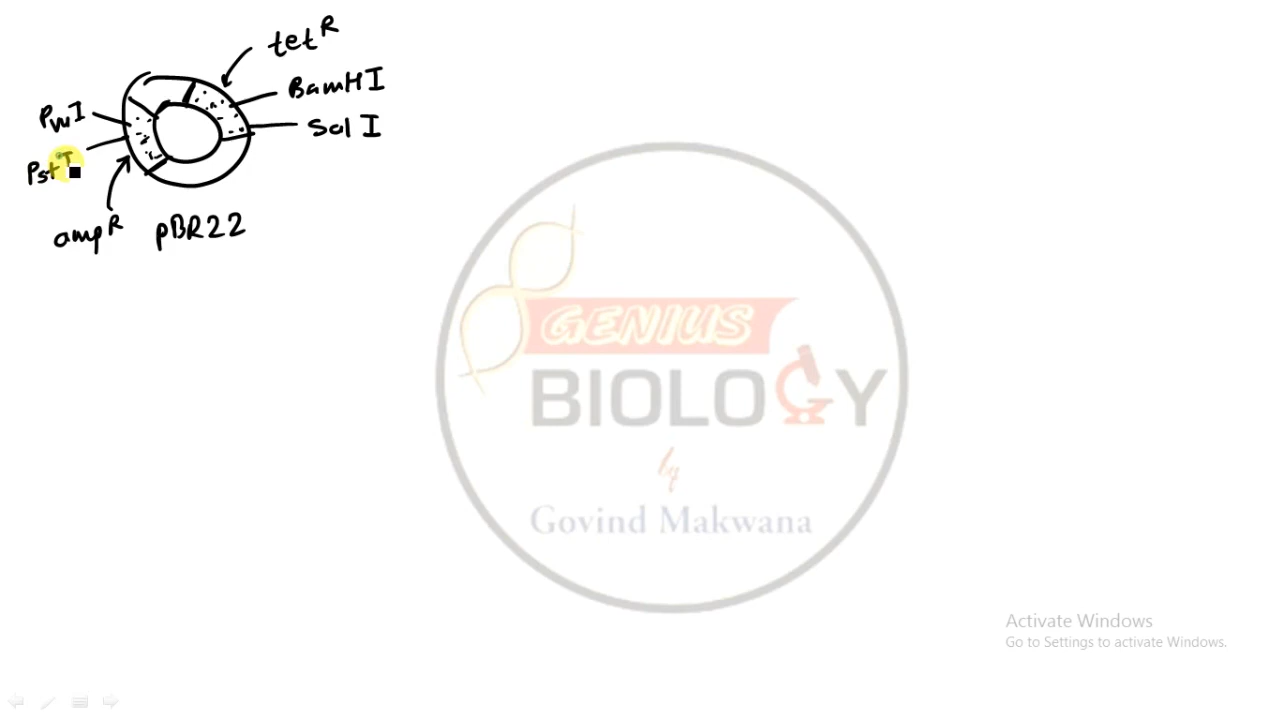 tet^R
BamH I
Sal I
PvuI
PstI
amp^R
pBR22
GENIUS
BIOLOGY
by
Govind Makwana
Activate Windows
Go to Settings to activate Windows.